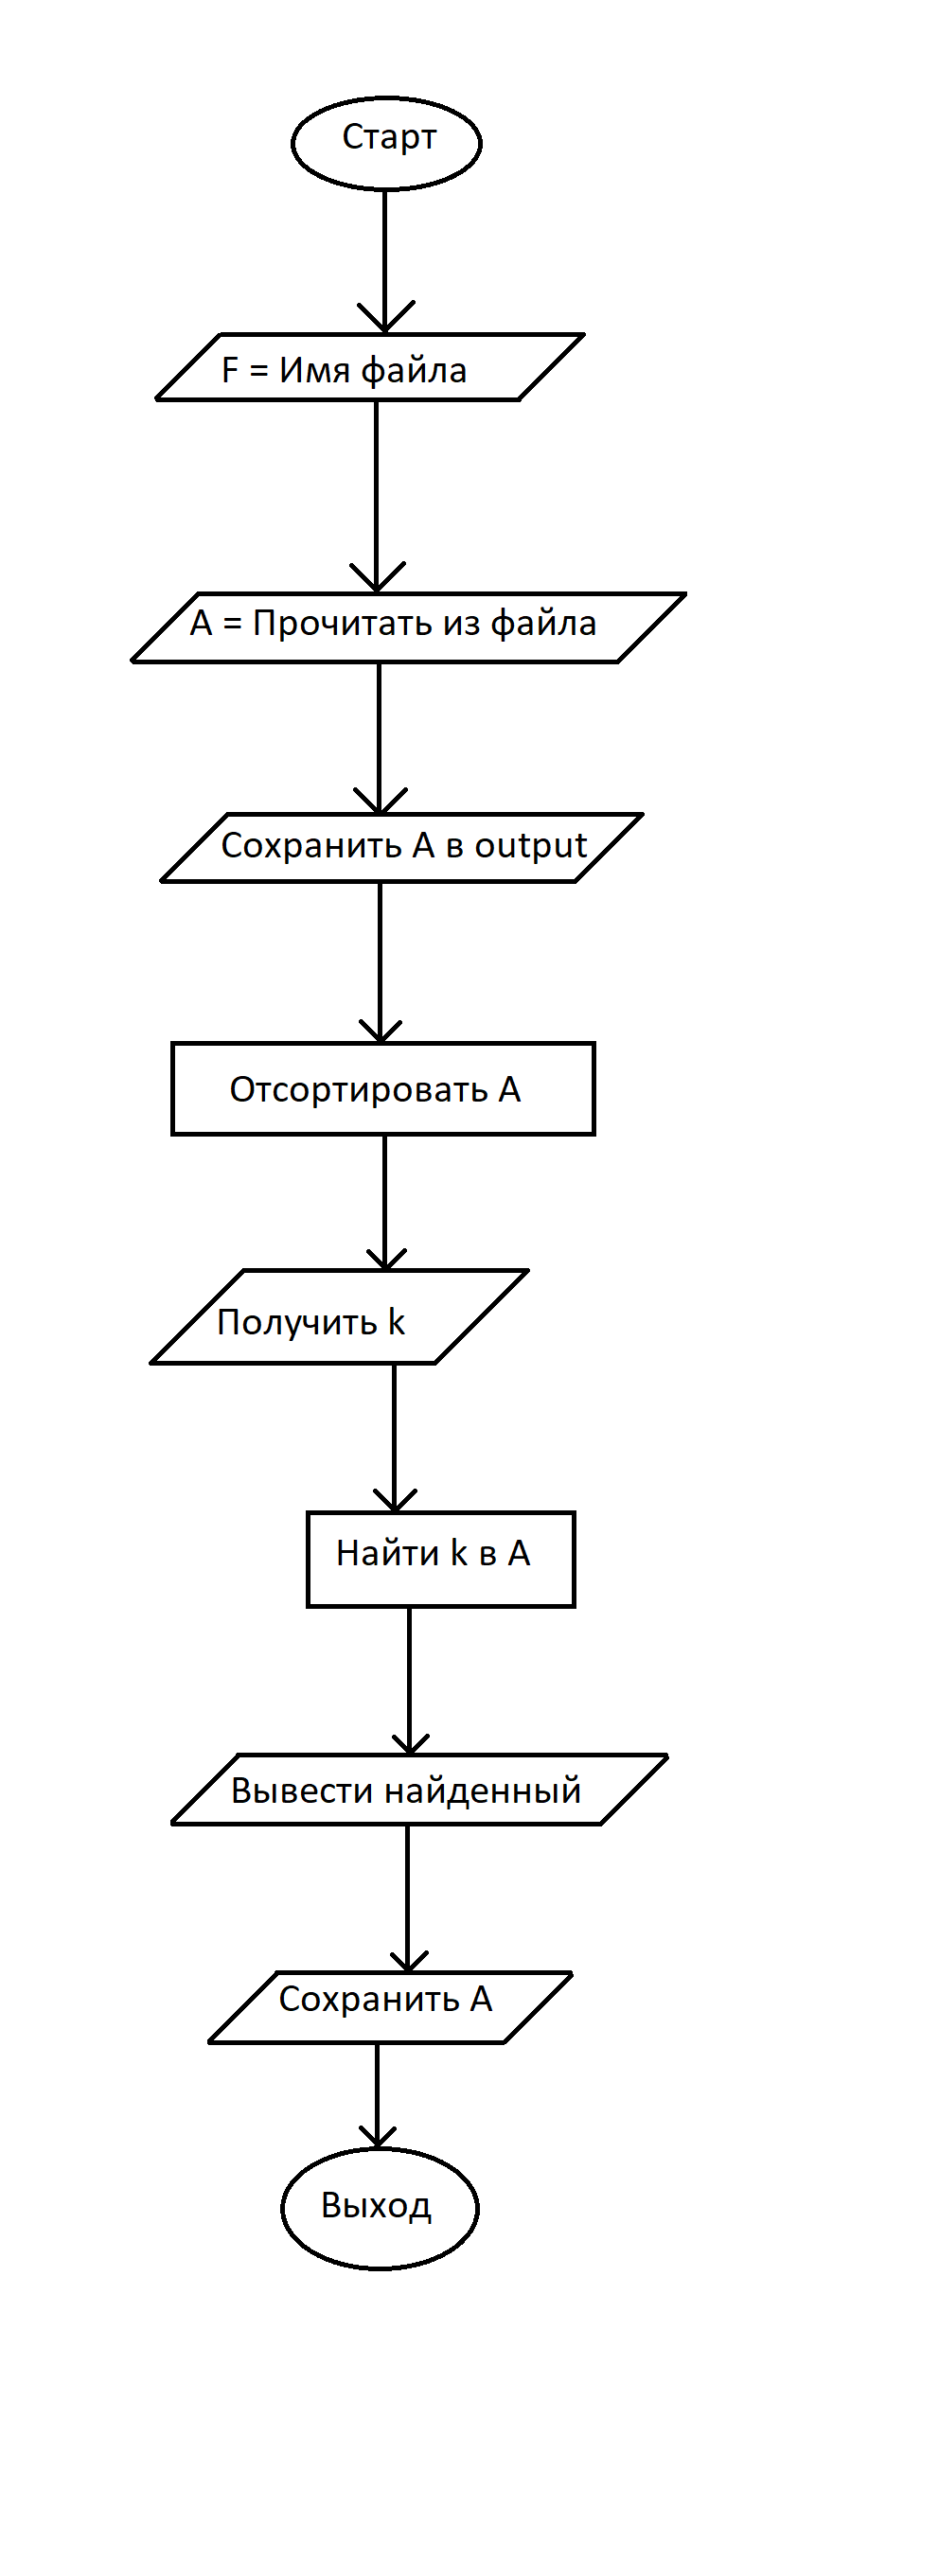 Старт
F = Имя файла
A = Прочитать из файла
Сохранить A в output
Отсортировать A
Получить k
Найти k в A
Вывести найденный
Сохранить A
Выход